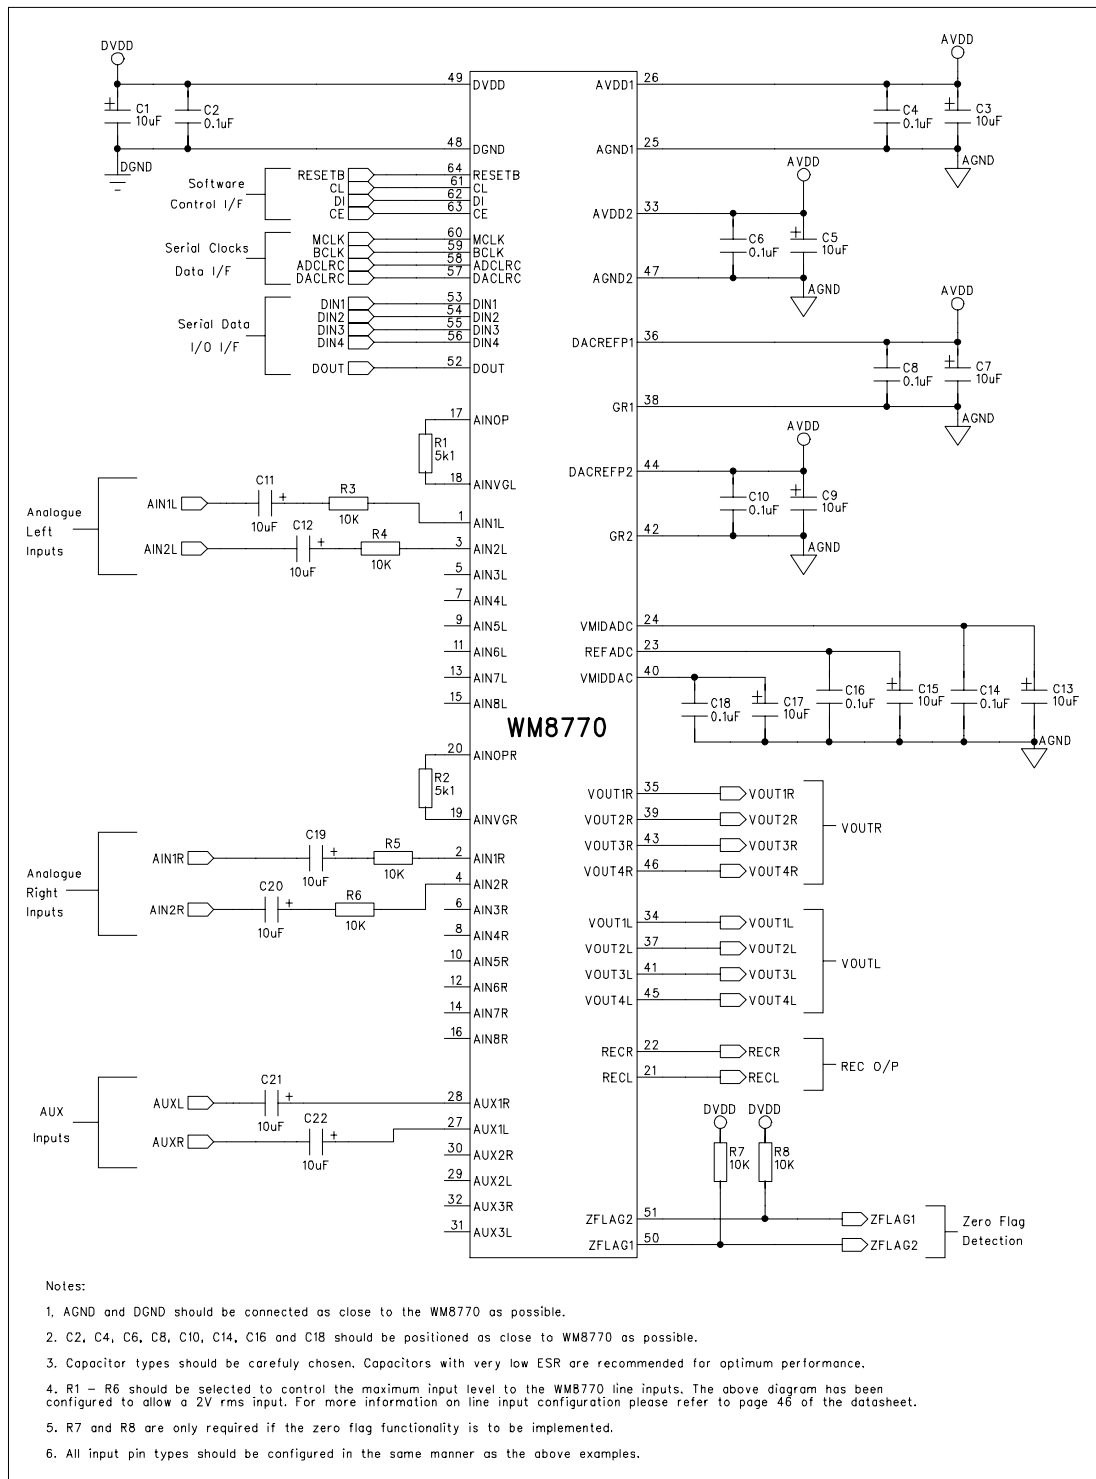 DVDD
C1
10uF
C2
0.1uF
DGND
49 DVDD
48 DGND
Software
Control I/F
RESETB 64 RESETB
CL 61 CL
DI 62 DI
CE 63 CE
Serial Clocks
Data I/F
MCLK 60 MCLK
BCLK 59 BCLK
ADCLRC 58 ADCLRC
DACLRC 57 DACLRC
Serial Data
I/O I/F
DIN1 53 DIN1
DIN2 54 DIN2
DIN3 55 DIN3
DIN4 56 DIN4
DOUT 52 DOUT
17 AINOP
R1
5k1
18 AINVGL
Analogue
Left
Inputs
AIN1L
C11
+
10uF
R3
10K
1 AIN1L
AIN2L
C12
+
10uF
R4
10K
3 AIN2L
5 AIN3L
7 AIN4L
9 AIN5L
11 AIN6L
13 AIN7L
15 AIN8L
WM8770
20 AINOPR
R2
5k1
19 AINVGR
Analogue
Right
Inputs
AIN1R
C19
+
10uF
R5
10K
2 AIN1R
AIN2R
C20
+
10uF
R6
10K
4 AIN2R
6 AIN3R
8 AIN4R
10 AIN5R
12 AIN6R
14 AIN7R
16 AIN8R
AUX
Inputs
AUXL
C21
+
10uF
28 AUX1R
AUXR
C22
+
10uF
27 AUX1L
30 AUX2R
29 AUX2L
32 AUX3R
31 AUX3L
AVDD
AVDD1 26
C4
0.1uF
+
C3
10uF
AGND1 25
AGND
AVDD
AVDD2 33
C6
0.1uF
+
C5
10uF
AGND2 47
AGND
AVDD
DACREFP1 36
C8
0.1uF
+
C7
10uF
GR1 38
AGND
AVDD
DACREFP2 44
C10
0.1uF
+
C9
10uF
GR2 42
AGND
VMIDADC 24
REFADC 23
VMIDDAC 40
C18
0.1uF
+
C17
10uF
C16
0.1uF
+
C15
10uF
C14
0.1uF
+
C13
10uF
AGND
VOUT1R 35 VOUT1R
VOUT2R 39 VOUT2R
VOUT3R 43 VOUT3R
VOUT4R 46 VOUT4R
VOUTR
VOUT1L 34 VOUT1L
VOUT2L 37 VOUT2L
VOUT3L 41 VOUT3L
VOUT4L 45 VOUT4L
VOUTL
RECR 22 RECR
RECL 21 RECL
REC O/P
DVDD DVDD
R7
10K
R8
10K
ZFLAG2 51 ZFLAG1
ZFLAG1 50 ZFLAG2
Zero Flag
Detection
Notes:
1. AGND and DGND should be connected as close to the WM8770 as possible.
2. C2, C4, C6, C8, C10, C14, C16 and C18 should be positioned as close to WM8770 as possible.
3. Capacitor types should be carefuly chosen. Capacitors with very low ESR are recommended for optimum performance.
4. R1 - R6 should be selected to control the maximum input level to the WM8770 line inputs. The above diagram has been
configured to allow a 2V rms input. For more information on line input configuration please refer to page 46 of the datasheet.
5. R7 and R8 are only required if the zero flag functionality is to be implemented.
6. All input pin types should be configured in the same manner as the above examples.